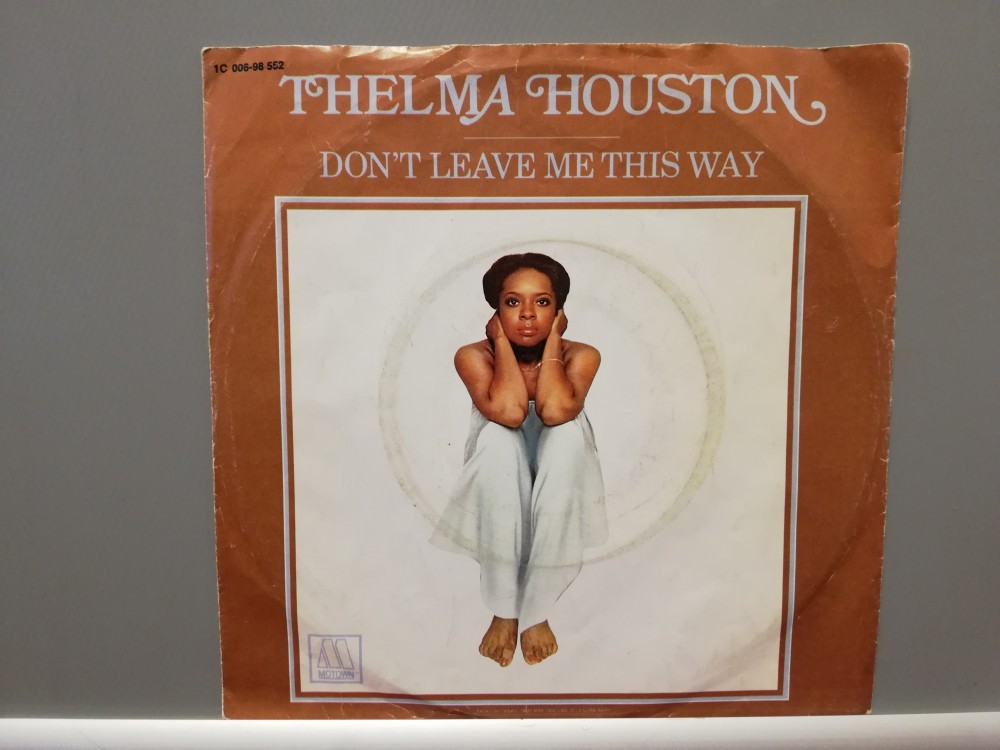 1C 006-98 552
THELMA HOUSTON
DON'T LEAVE ME THIS WAY
MOTOWN